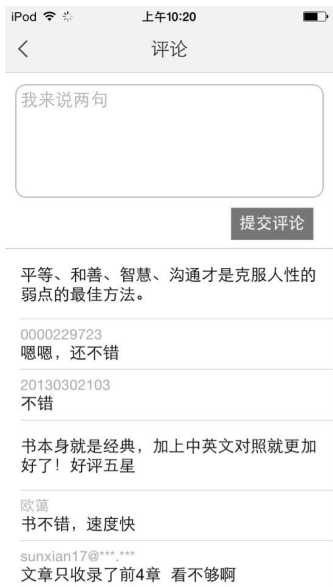 iPod 上午10:20
评论
我来说两句
提交评论
平等、和善、智慧、沟通才是克服人性的
弱点的最佳方法。
0000229723
嗯嗯，还不错
20130302103
不错
书本身就是经典，加上中英文对照就更加
好了！好评五星
欧蔼
书不错，速度快
sunxian17@***.***
文章只收录了前4章 看不够啊